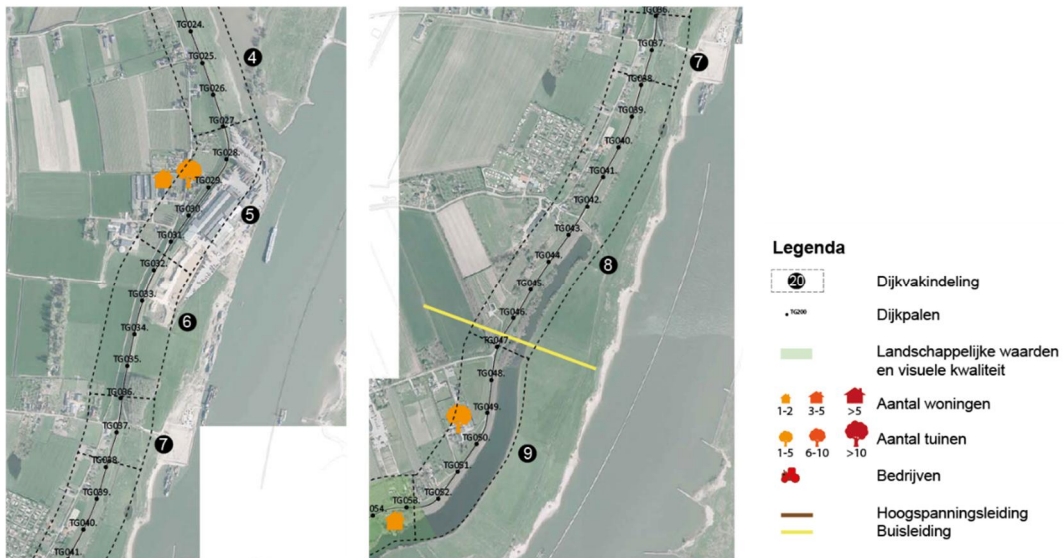 TG024.
4
TG025.
TG026.
TG027.
TG028.
TG029.
TG030.
5
TG031.
TG032.
TG033.
6
TG034.
TG035.
TG036.
TG037.
7
TG038.
TG039.
TG040.
TG041.
TG036.
TG037.
7
TG038.
TG039.
TG040.
TG041.
TG042.
TG043.
TG044.
8
TG045.
TG046.
TG047.
TG048.
TG049.
TG050.
9
TG051.
TG052.
TG053.
054.
Legenda
20 Dijkvakindeling
TG200 Dijkpalen
Landschappelijke waarden
en visuele kwaliteit
1-2 3-5 >5 Aantal woningen
1-5 6-10 >10 Aantal tuinen
Bedrijven
Hoogspanningsleiding
Buisleiding